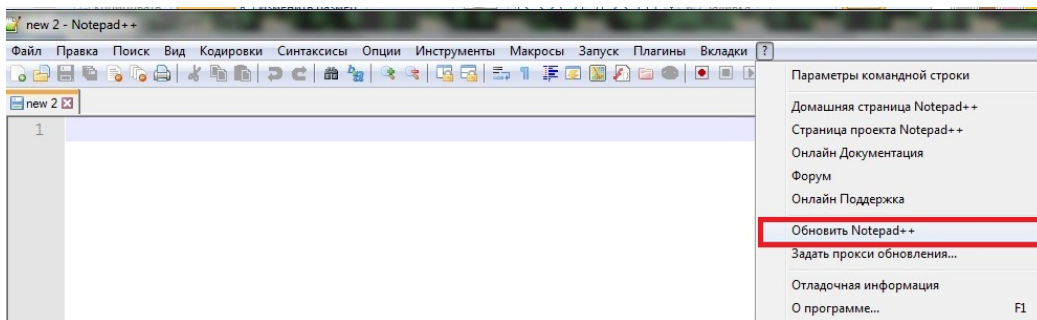 new 2 - Notepad++
Файл Правка Поиск Вид Кодировки Синтаксисы Опции Инструменты Макросы Запуск Плагины Вкладки ?
new 2
1
Параметры командной строки
Домашняя страница Notepad++
Страница проекта Notepad++
Онлайн Документация
Форум
Онлайн Поддержка
Обновить Notepad++
Задать прокси обновления...
Отладочная информация
О программе... F1